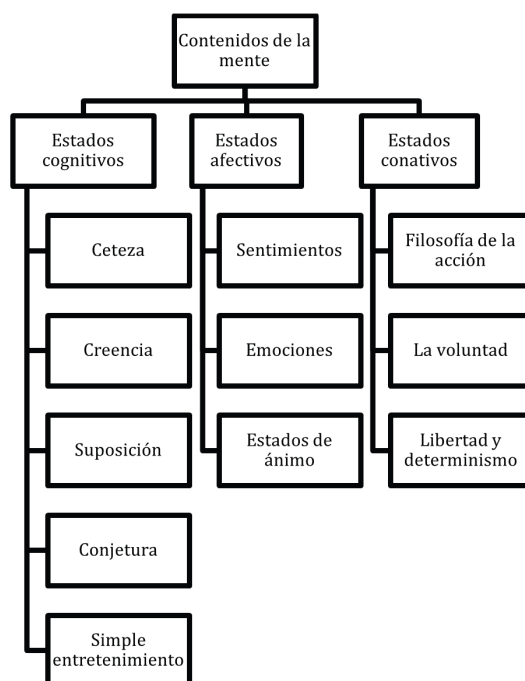 Contenidos de la
mente
Estados
cognitivos
Ceteza
Creencia
Suposición
Conjetura
Simple
entretenimiento
Estados
afectivos
Sentimientos
Emociones
Estados de
ánimo
Estados
conativos
Filosofía de la
acción
La voluntad
Libertad y
determinismo